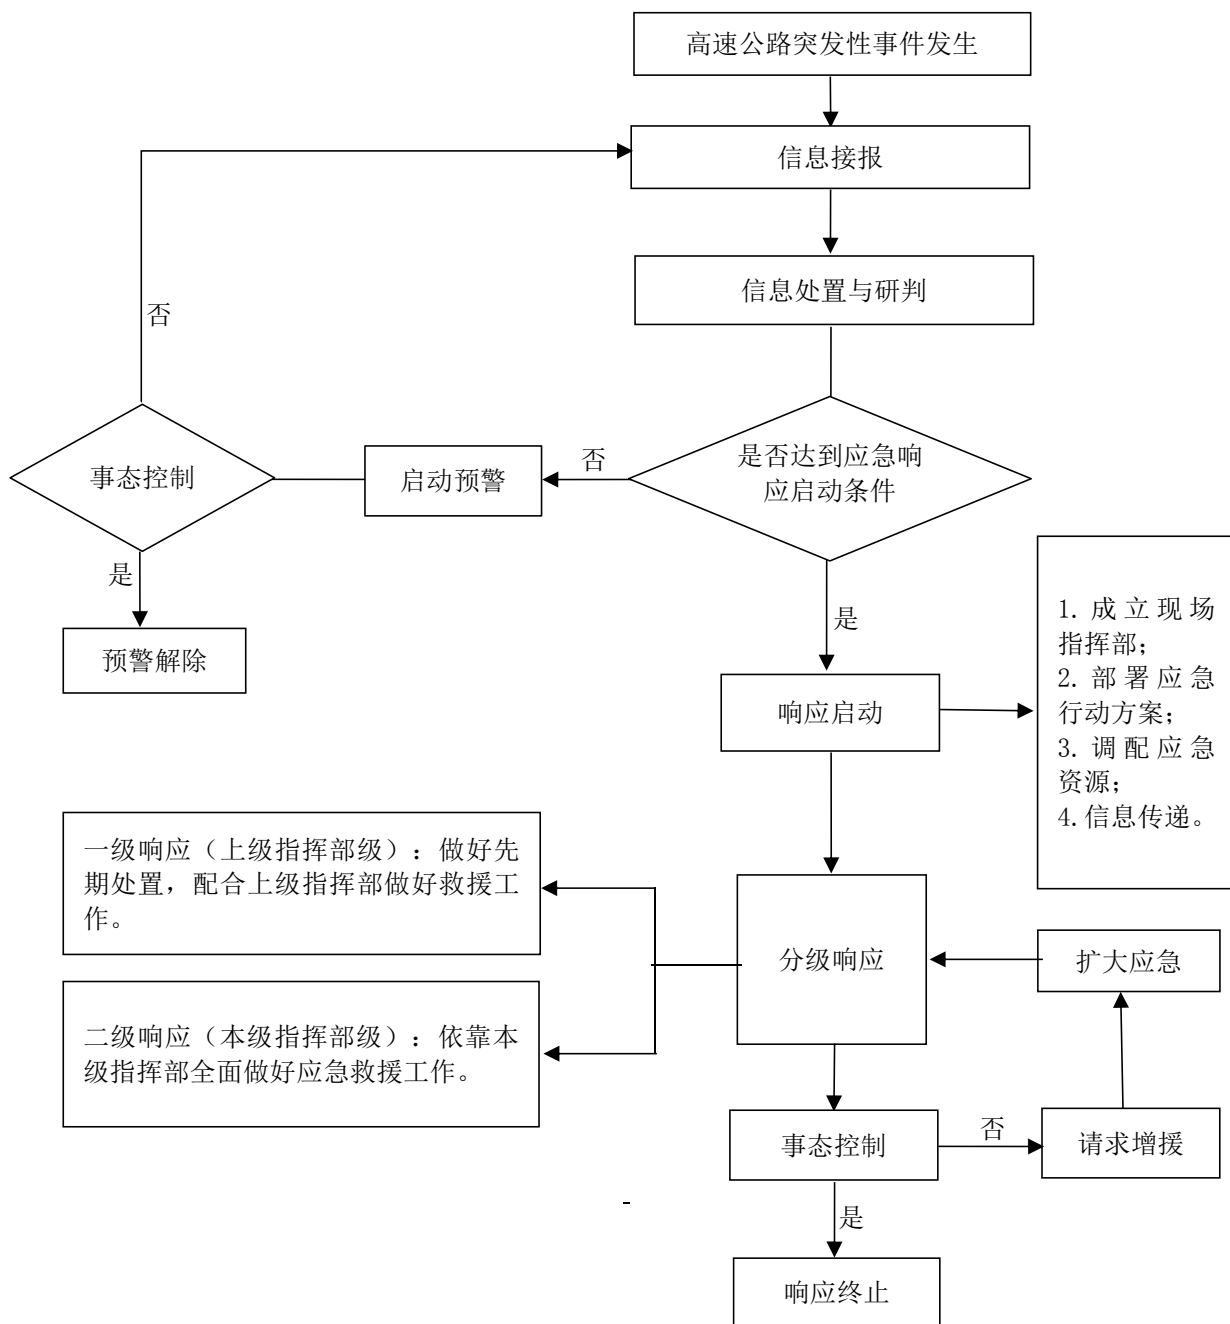 高速公路突发性事件发生
信息接报
信息处置与研判
否
是否达到应急响
应启动条件
否
启动预警
事态控制
是
预警解除
是
响应启动
1. 成立现场
指挥部；
2. 部署应急
行动方案；
3. 调配应急
资源；
4. 信息传递。
一级响应（上级指挥部级）：做好先
期处置，配合上级指挥部做好救援工
作。
分级响应
扩大应急
二级响应（本级指挥部级）：依靠本
级指挥部全面做好应急救援工作。
事态控制
否
请求增援
是
响应终止